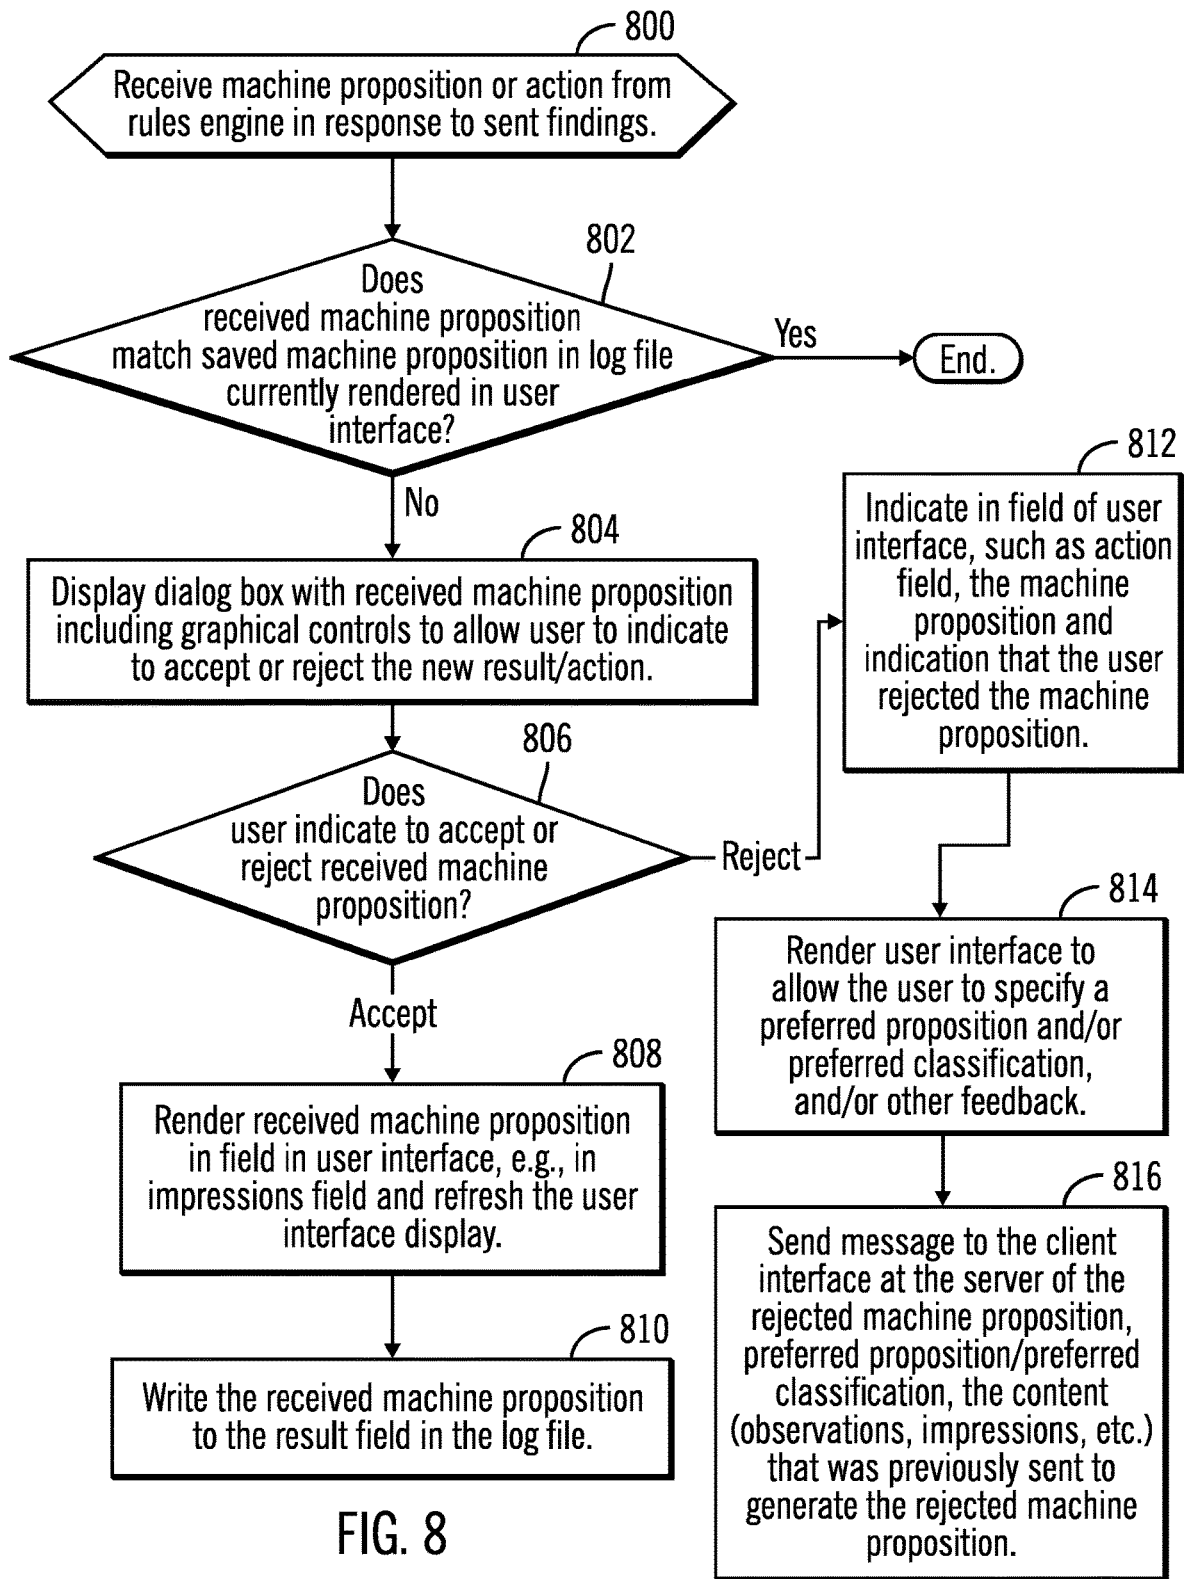 800
Receive machine proposition or action from
rules engine in response to sent findings.
802
Does
received machine proposition
match saved machine proposition in log file
currently rendered in user
interface?
Yes
End.
No
804
Display dialog box with received machine proposition
including graphical controls to allow user to indicate
to accept or reject the new result/action.
806
Does
user indicate to accept or
reject received machine
proposition?
Reject
Accept
808
Render received machine proposition
in field in user interface, e.g., in
impressions field and refresh the user
interface display.
810
Write the received machine proposition
to the result field in the log file.
812
Indicate in field of user
interface, such as action
field, the machine
proposition and
indication that the user
rejected the machine
proposition.
814
Render user interface to
allow the user to specify a
preferred proposition and/or
preferred classification,
and/or other feedback.
816
Send message to the client
interface at the server of the
rejected machine proposition,
preferred proposition/preferred
classification, the content
(observations, impressions, etc.)
that was previously sent to
generate the rejected machine
proposition.
FIG. 8